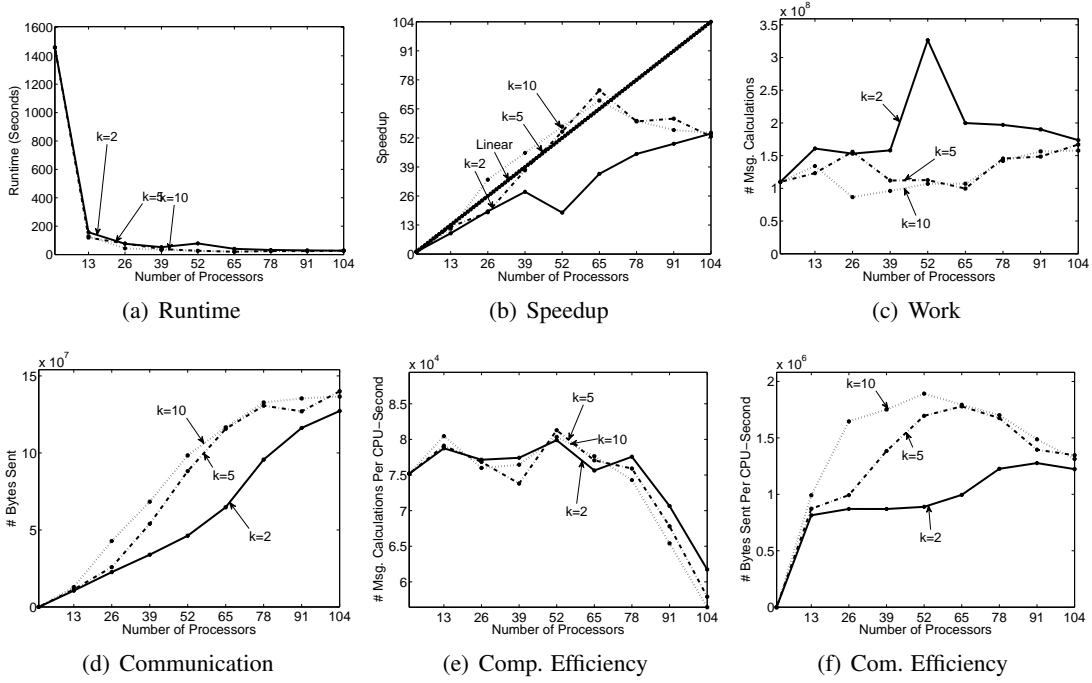 1600
1400
1200
1000
800
600
400
200
0
Runtime (Seconds)
k=2
k=5
k=10
13 26 39 52 65 78 91 104
Number of Processors
(a) Runtime
104
91
78
65
52
39
26
13
Speedup
k=10
k=5
Linear
k=2
13 26 39 52 65 78 91 104
Number of Processors
(b) Speedup
x 10^8
3.5
3
2.5
2
1.5
1
0.5
0
# Msg. Calculations
k=2
k=5
k=10
13 26 39 52 65 78 91 104
Number of Processors
(c) Work
x 10^7
15
10
5
0
# Bytes Sent
k=10
k=5
k=2
13 26 39 52 65 78 91 104
Number of Processors
(d) Communication
x 10^4
8.5
8
7.5
7
6.5
6
# Msg. Calculations Per CPU-Second
k=5
k=10
k=2
13 26 39 52 65 78 91 104
Number of Processors
(e) Comp. Efficiency
x 10^6
2
1.5
1
0.5
0
# Bytes Sent Per CPU-Second
k=10
k=5
k=2
13 26 39 52 65 78 91 104
Number of Processors
(f) Com. Efficiency